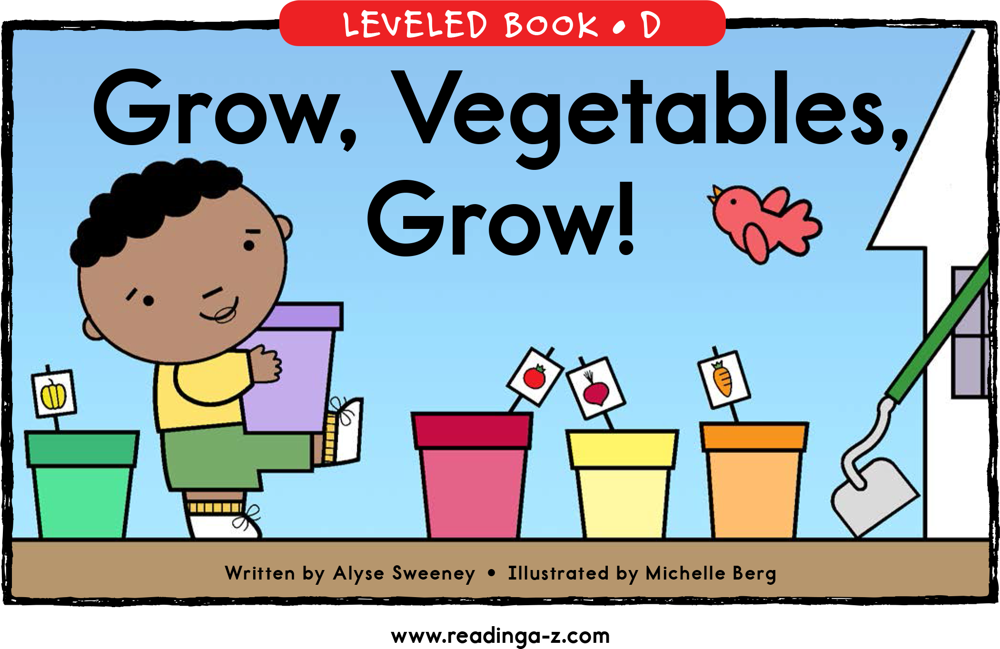 LEVELED BOOK • D
Grow, Vegetables,
Grow!
Written by Alyse Sweeney • Illustrated by Michelle Berg
www.readinga-z.com